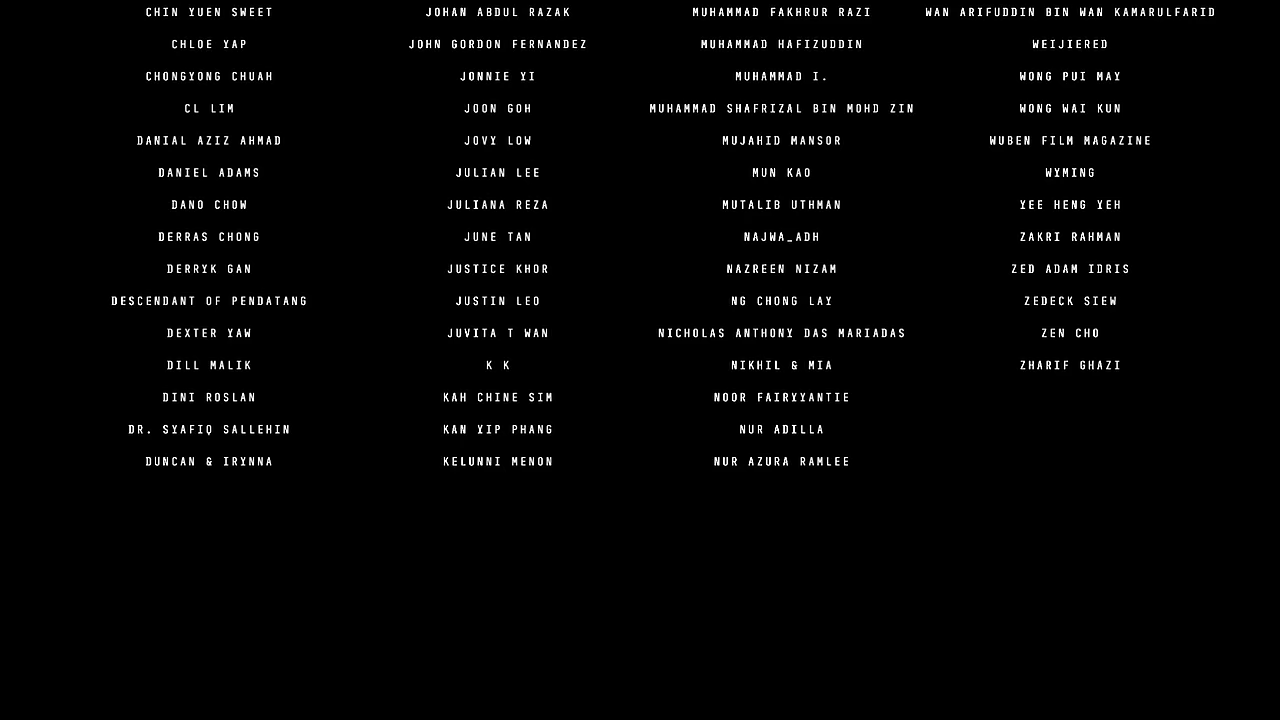 CHIN YUEN SWEET
CHLOE YAP
CHONGYONG CHUAH
CL LIM
DANIAL AZIZ AHMAD
DANIEL ADAMS
DANO CHOW
DERRAS CHONG
DERRYK GAN
DESCENDANT OF PENDATANG
DEXTER YAW
DILL MALIK
DINI ROSLAN
DR. SYAFIQ SALLEHIN
DUNCAN & IRYNNA
JOHAN ABDUL RAZAK
JOHN GORDON FERNANDEZ
JONNIE YI
JOON GOH
JOVY LOW
JULIAN LEE
JULIANA REZA
JUNE TAN
JUSTICE KHOR
JUSTIN LEO
JUVITA T WAN
K K
KAH CHINE SIM
KAN YIP PHANG
KELUNNI MENON
MUHAMMAD FAKHRUR RAZI
MUHAMMAD HAFIZUDDIN
MUHAMMAD I.
MUHAMMAD SHAFRIZAL BIN MOHD ZIN
MUJAHID MANSOR
MUN KAO
MUTALIB UTHMAN
NAJWA_ADH
NAZREEN NIZAM
NG CHONG LAY
NICHOLAS ANTHONY DAS MARIADAS
NIKHIL & MIA
NOOR FAIRYYANTIE
NUR ADILLA
NUR AZURA RAMLEE
WAN ARIFUDDIN BIN WAN KAMARULFARID
WEIJIERED
WONG PUI MAY
WONG WAI KUN
WUBEN FILM MAGAZINE
WYMING
YEE HENG YEH
ZAKRI RAHMAN
ZED ADAM IDRIS
ZEDECK SIEW
ZEN CHO
ZHARIF GHAZI